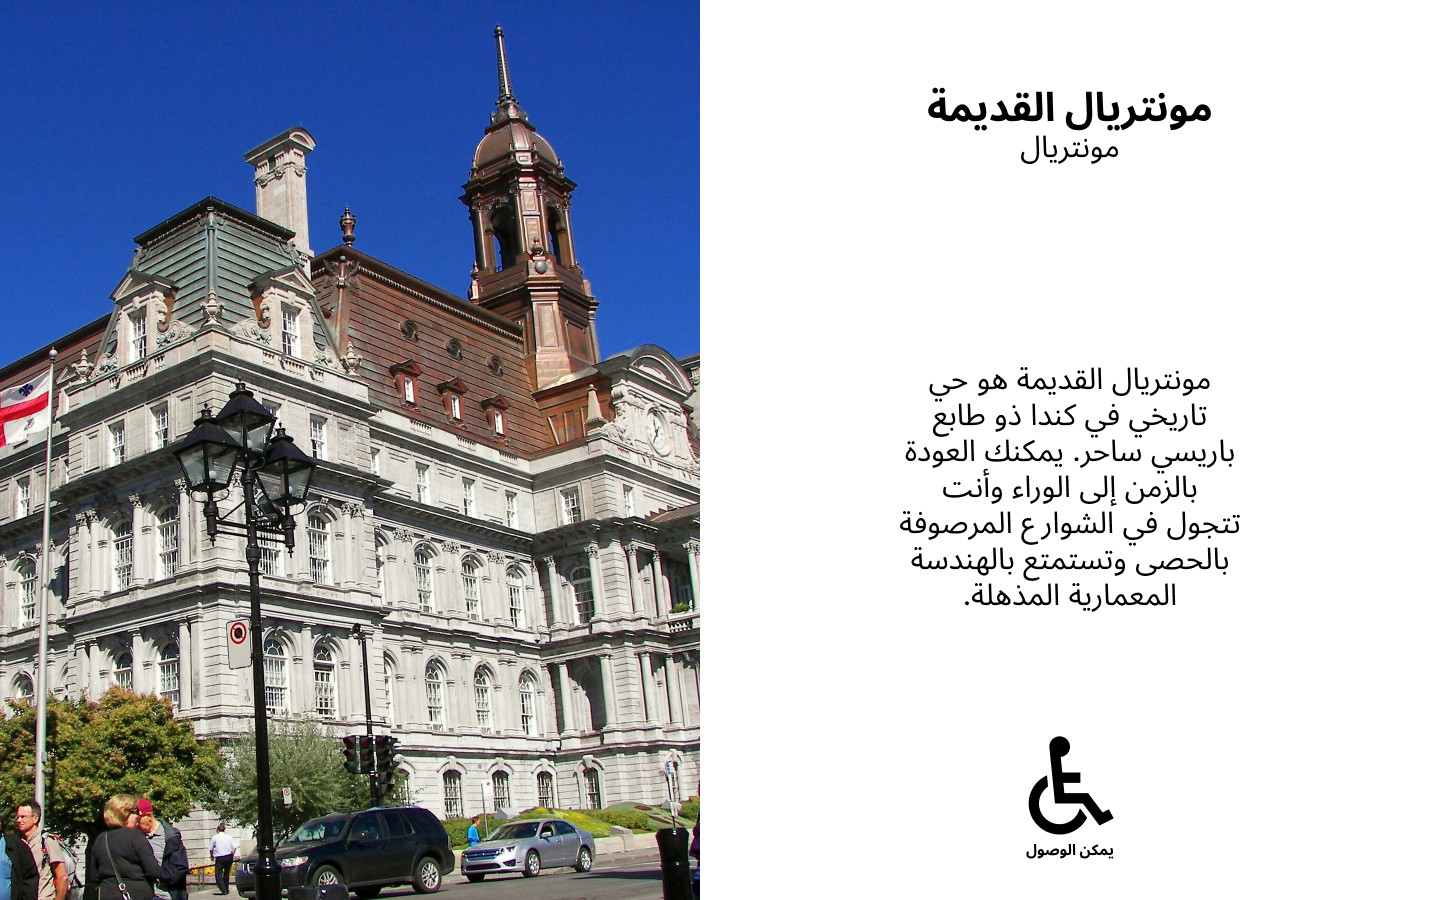 مونتريال القديمة
مونتريال
مونتريال القديمة هو حي
تاريخي في كندا ذو طابع
باريسي ساحر. يمكنك العودة
بالزمن إلى الوراء وأنت
تتجول في الشوارع المرصوفة
بالحصى وتستمتع بالهندسة
المعمارية المذهلة.
يمكن الوصول